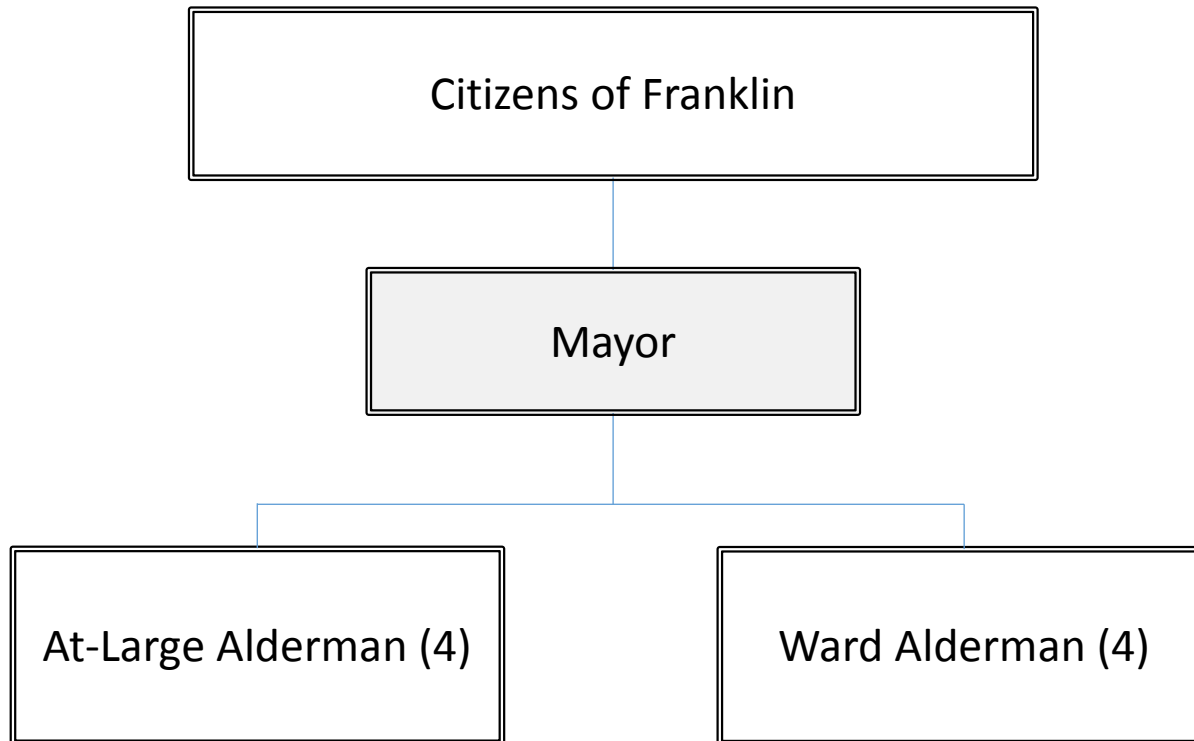 Citizens of Franklin
Mayor
At-Large Alderman (4)
Ward Alderman (4)